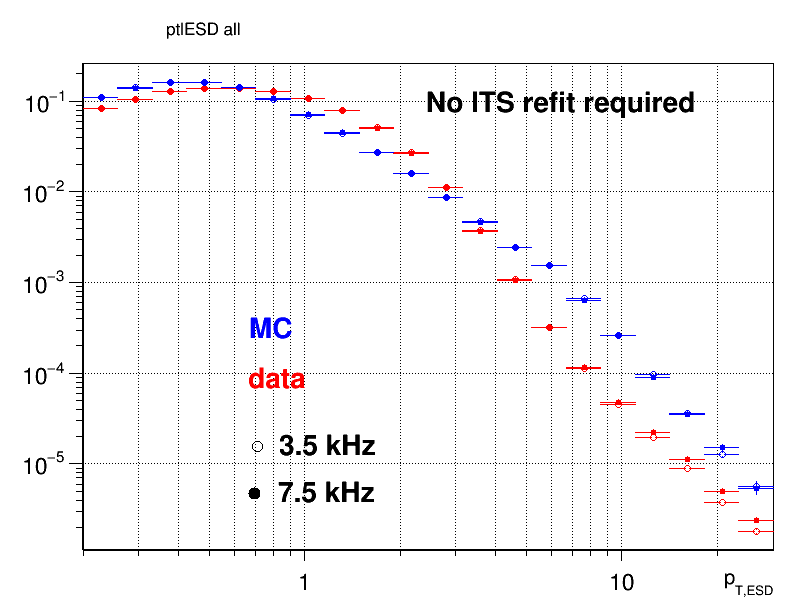 ptIESD all
No ITS refit required
10^-1
10^-2
10^-3
10^-4
10^-5
MC
data
3.5 kHz
7.5 kHz
1
10
p_T,ESD